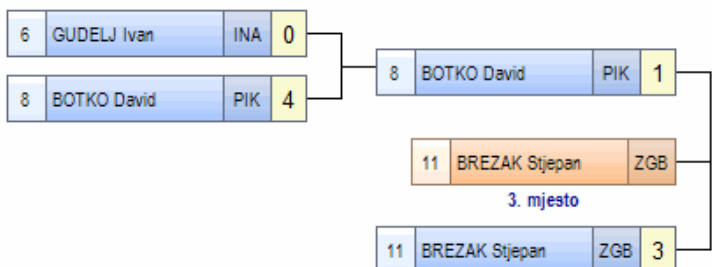 6 GUDELJ Ivan INA 0
8 BOTKO David PIK 4
8 BOTKO David PIK 1
11 BREZAK Stjepan ZGB
3. mjesto
11 BREZAK Stjepan ZGB 3